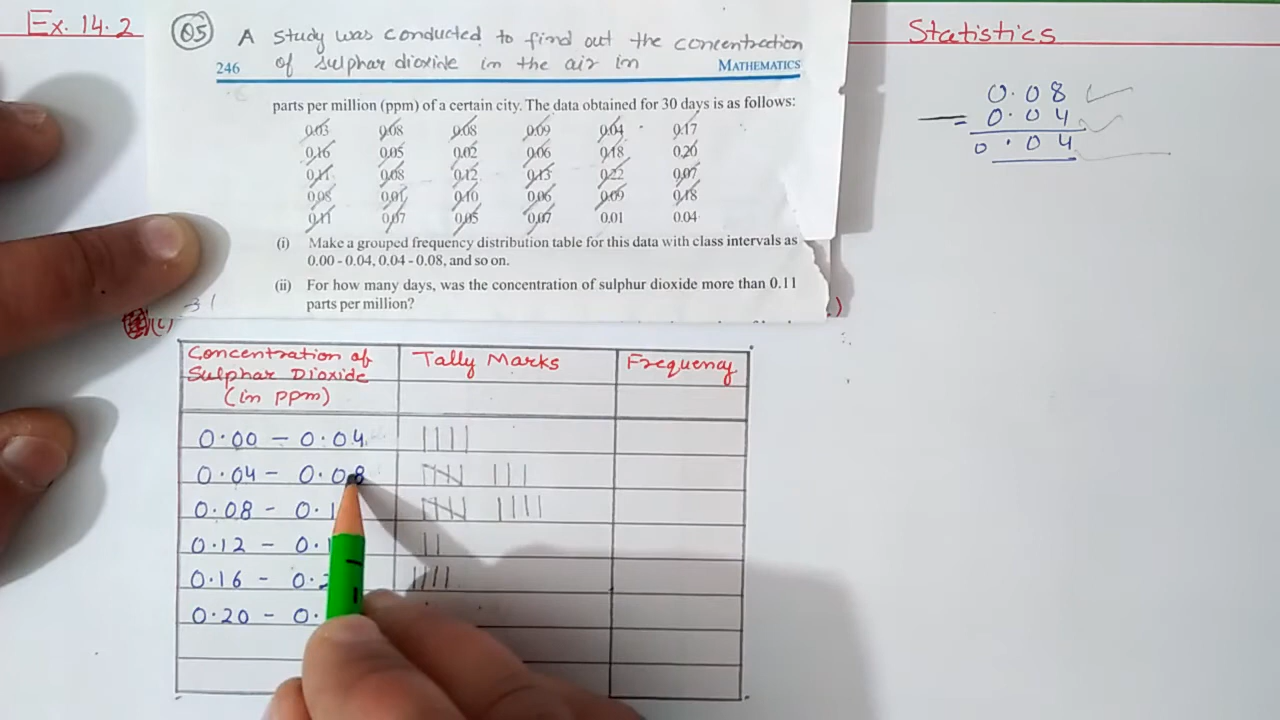 Ex. 14.2
Q5 A Study was conducted to find out the concentration
of Sulphar dioxide in the air in
246 MATHEMATICS
parts per million (ppm) of a certain city. The data obtained for 30 days is as follows:
0.03 0.08 0.08 0.09 0.04 0.17
0.16 0.05 0.02 0.06 0.18 0.20
0.11 0.08 0.12 0.13 0.22 0.07
0.08 0.01 0.10 0.06 0.09 0.18
0.11 0.07 0.05 0.07 0.01 0.04
(i) Make a grouped frequency distribution table for this data with class intervals as
0.00 - 0.04, 0.04 - 0.08, and so on.
(ii) For how many days, was the concentration of sulphur dioxide more than 0.11
parts per million?
Statistics
0.08
- 0.04
0.04
Concentration of Sulphar Dioxide (in ppm) Tally Marks Frequency
0.00 - 0.04
0.04 - 0.08
0.08 - 0.1
0.12 - 0.
0.16 - 0.2
0.20 - 0.